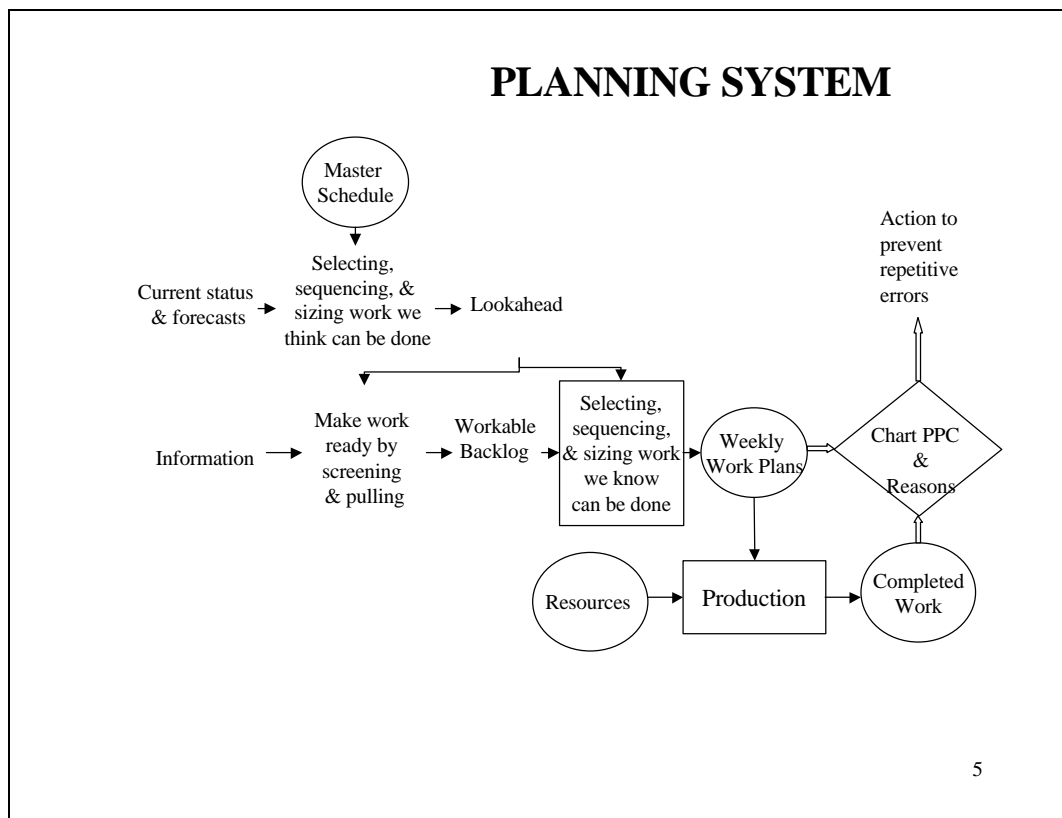 PLANNING SYSTEM
Master
Schedule
Current status
& forecasts
Selecting,
sequencing, &
sizing work we
think can be done
Lookahead
Action to
prevent
repetitive
errors
Information
Make work
ready by
screening
& pulling
Workable
Backlog
Selecting,
sequencing,
& sizing work
we know
can be done
Weekly
Work Plans
Chart PPC
&
Reasons
Resources
Production
Completed
Work
5